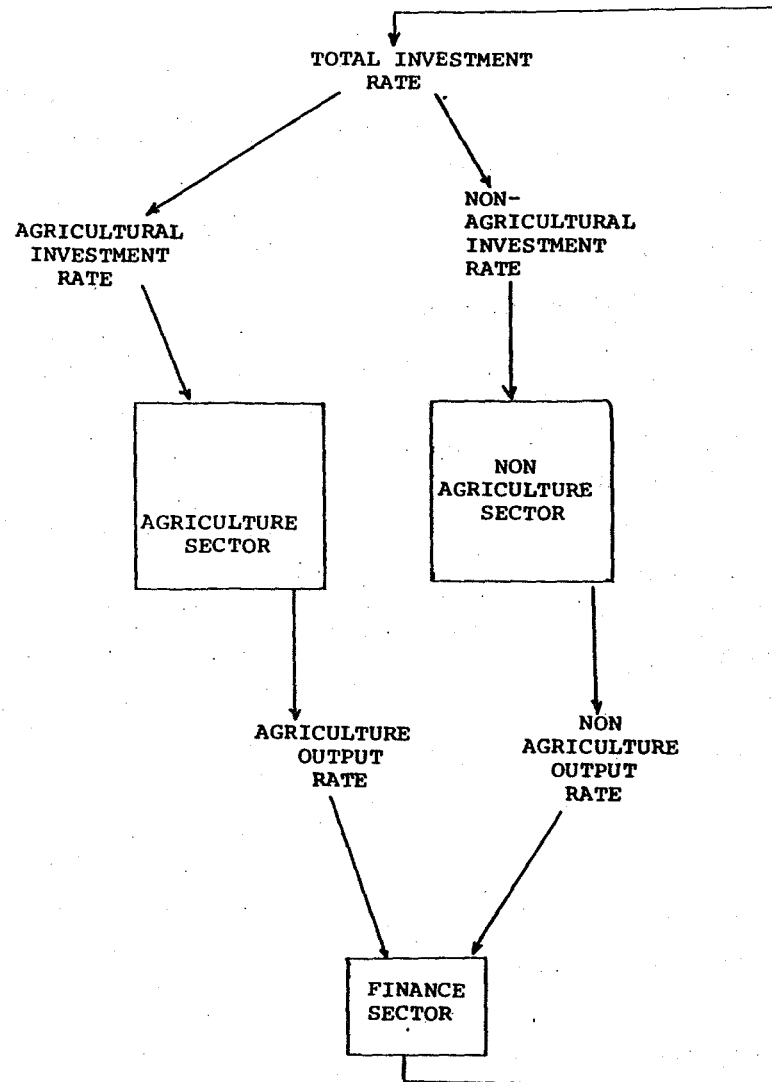 TOTAL INVESTMENT
RATE
AGRICULTURAL
INVESTMENT
RATE
NON-
AGRICULTURAL
INVESTMENT
RATE
AGRICULTURE
SECTOR
NON
AGRICULTURE
SECTOR
AGRICULTURE
OUTPUT
RATE
NON
AGRICULTURE
OUTPUT
RATE
FINANCE
SECTOR